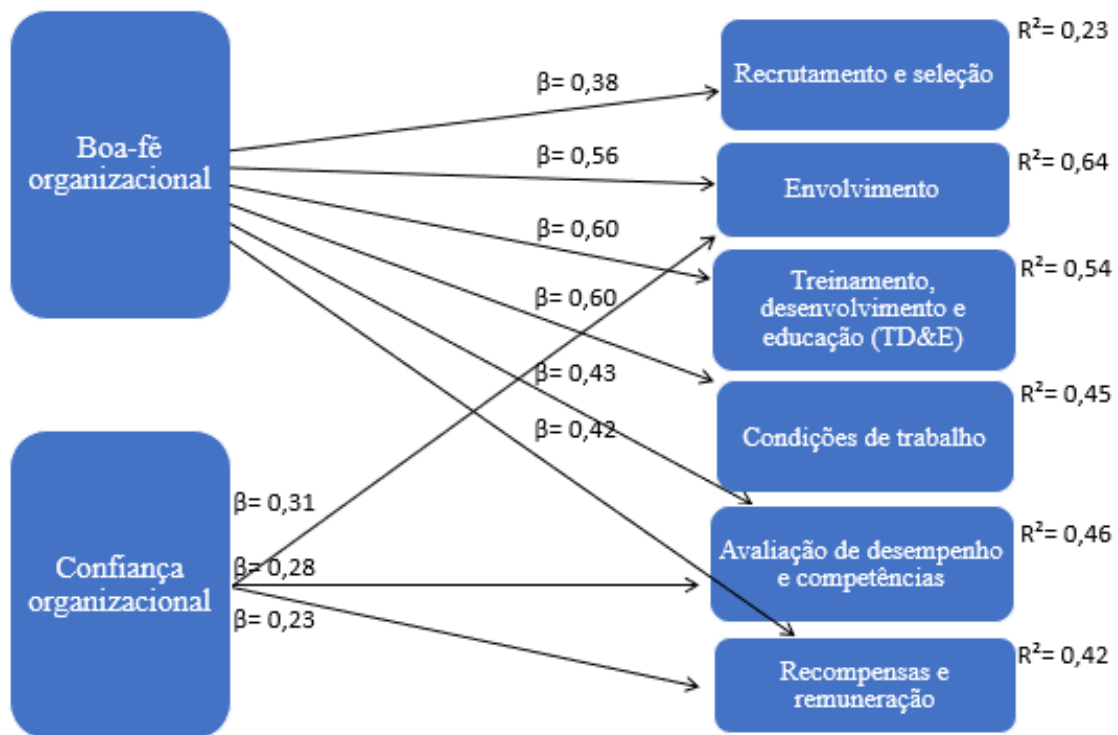 Boa-fé
organizacional
Confiança
organizacional
β= 0,38
β= 0,56
β= 0,60
β= 0,60
β= 0,43
β= 0,42
β= 0,31
β= 0,28
β= 0,23
Recrutamento e seleção
R²= 0,23
Envolvimento
R²= 0,64
Treinamento,
desenvolvimento e
educação (TD&E)
R²= 0,54
Condições de trabalho
R²= 0,45
Avaliação de desempenho
e competências
R²= 0,46
Recompensas e
remuneração
R²= 0,42